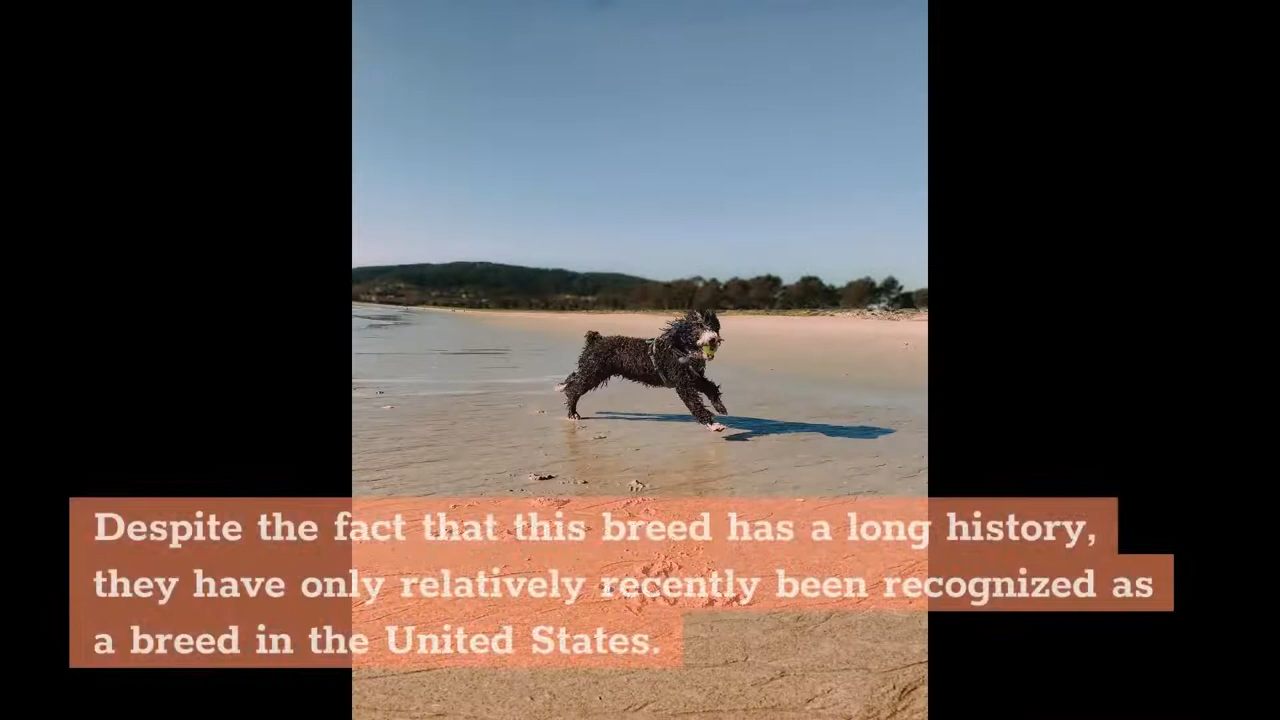 Despite the fact that this breed has a long history,
they have only relatively recently been recognized as
a breed in the United States.